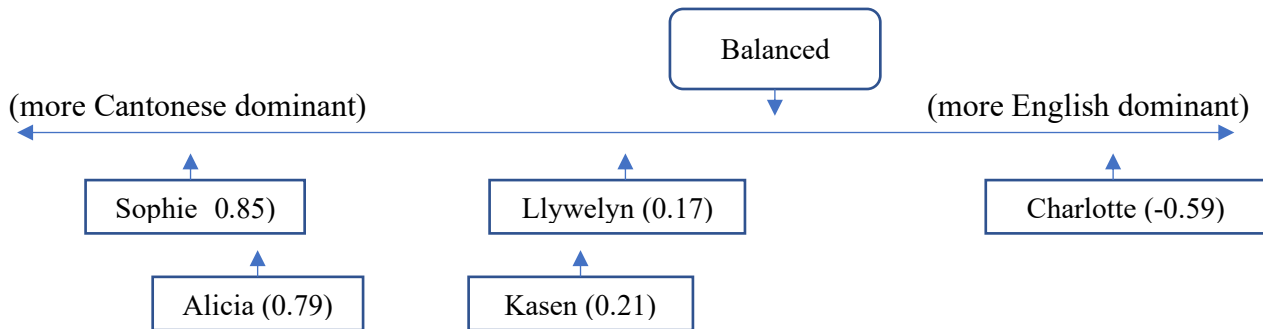 Balanced
(more Cantonese dominant)
(more English dominant)
Sophie 0.85)
Llywelyn (0.17)
Charlotte (-0.59)
Alicia (0.79)
Kasen (0.21)